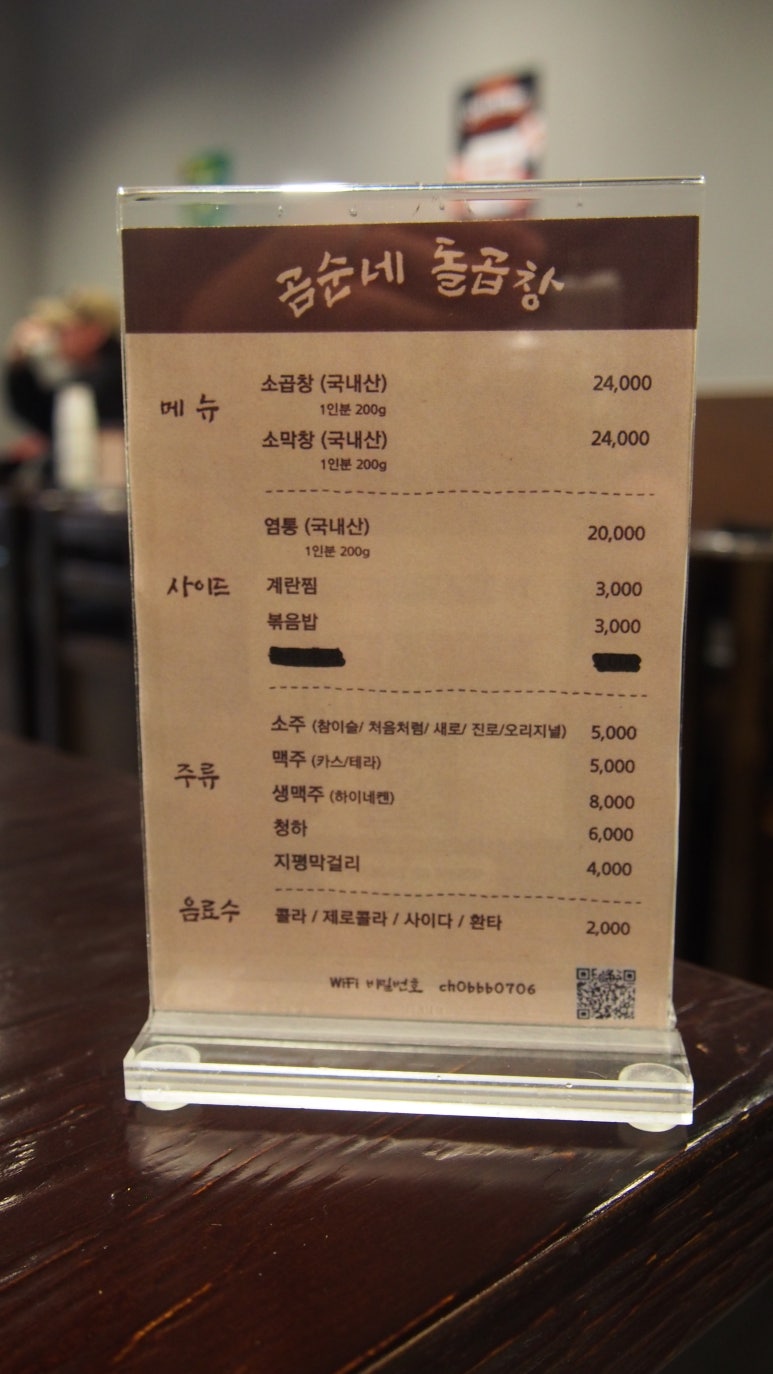 곰순네 돌곱창
메뉴
소곱창 (국내산) 24,000
1인분 200g
소막창 (국내산) 24,000
1인분 200g
사이드
염통 (국내산) 20,000
1인분 200g
계란찜 3,000
볶음밥 3,000
주류
소주 (참이슬/ 처음처럼/ 새로/ 진로/오리지널) 5,000
맥주 (카스/테라) 5,000
생맥주 (하이네켄) 8,000
청하 6,000
지평막걸리 4,000
음료수
콜라 / 제로콜라 / 사이다 / 환타 2,000
WiFi 비밀번호 ch0bbb0706